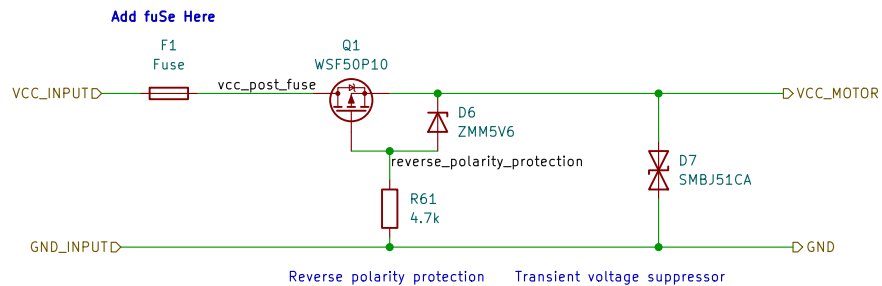 Add fuSe Here
F1
Fuse
Q1
WSF50P10
VCC_INPUT
vcc_post_fuse
VCC_MOTOR
D6
ZMM5V6
reverse_polarity_protection
D7
SMBJ51CA
R61
4.7k
GND_INPUT
GND
Reverse polarity protection
Transient voltage suppressor